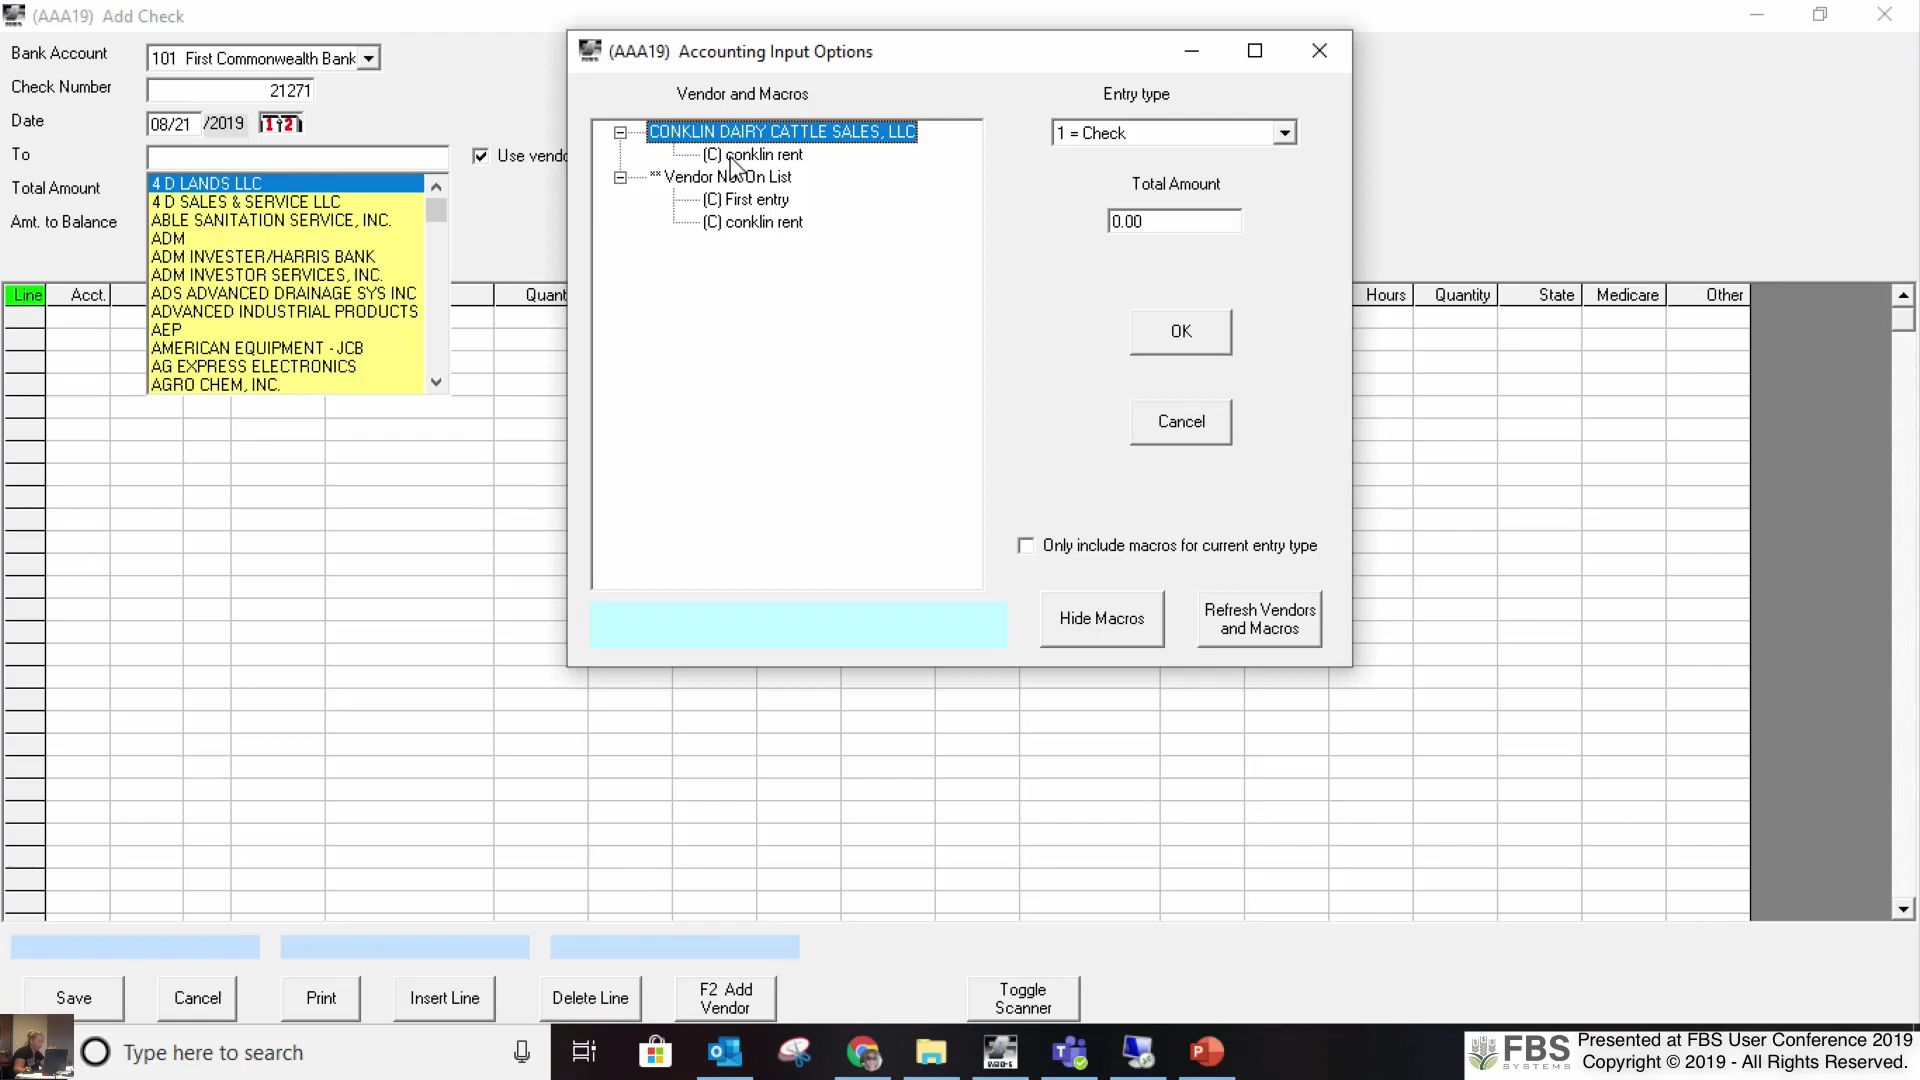 (AAA19) Add Check
Bank Account
101 First Commonwealth Bank
Check Number
21271
Date
08/21 /2019
To
Use vendo
Total Amount
Amt. to Balance
4 D LANDS LLC
4 D SALES & SERVICE LLC
ABLE SANITATION SERVICE, INC.
ADM
ADM INVESTER/HARRIS BANK
ADM INVESTOR SERVICES, INC.
ADS ADVANCED DRAINAGE SYS INC
ADVANCED INDUSTRIAL PRODUCTS
AEP
AMERICAN EQUIPMENT - JCB
AG EXPRESS ELECTRONICS
AGRO CHEM, INC.
Line Acct. Quant Hours Quantity State Medicare Other
(AAA19) Accounting Input Options
Vendor and Macros
CONKLIN DAIRY CATTLE SALES, LLC
(C) conklin rent
** Vendor Not On List
(C) First entry
(C) conklin rent
Entry type
1 = Check
Total Amount
0.00
OK
Cancel
Only include macros for current entry type
Hide Macros
Refresh Vendors
and Macros
Save
Cancel
Print
Insert Line
Delete Line
F2 Add
Vendor
Toggle
Scanner
Type here to search
FBS
SYSTEMS
Presented at FBS User Conference 2019
Copyright © 2019 - All Rights Reserved.